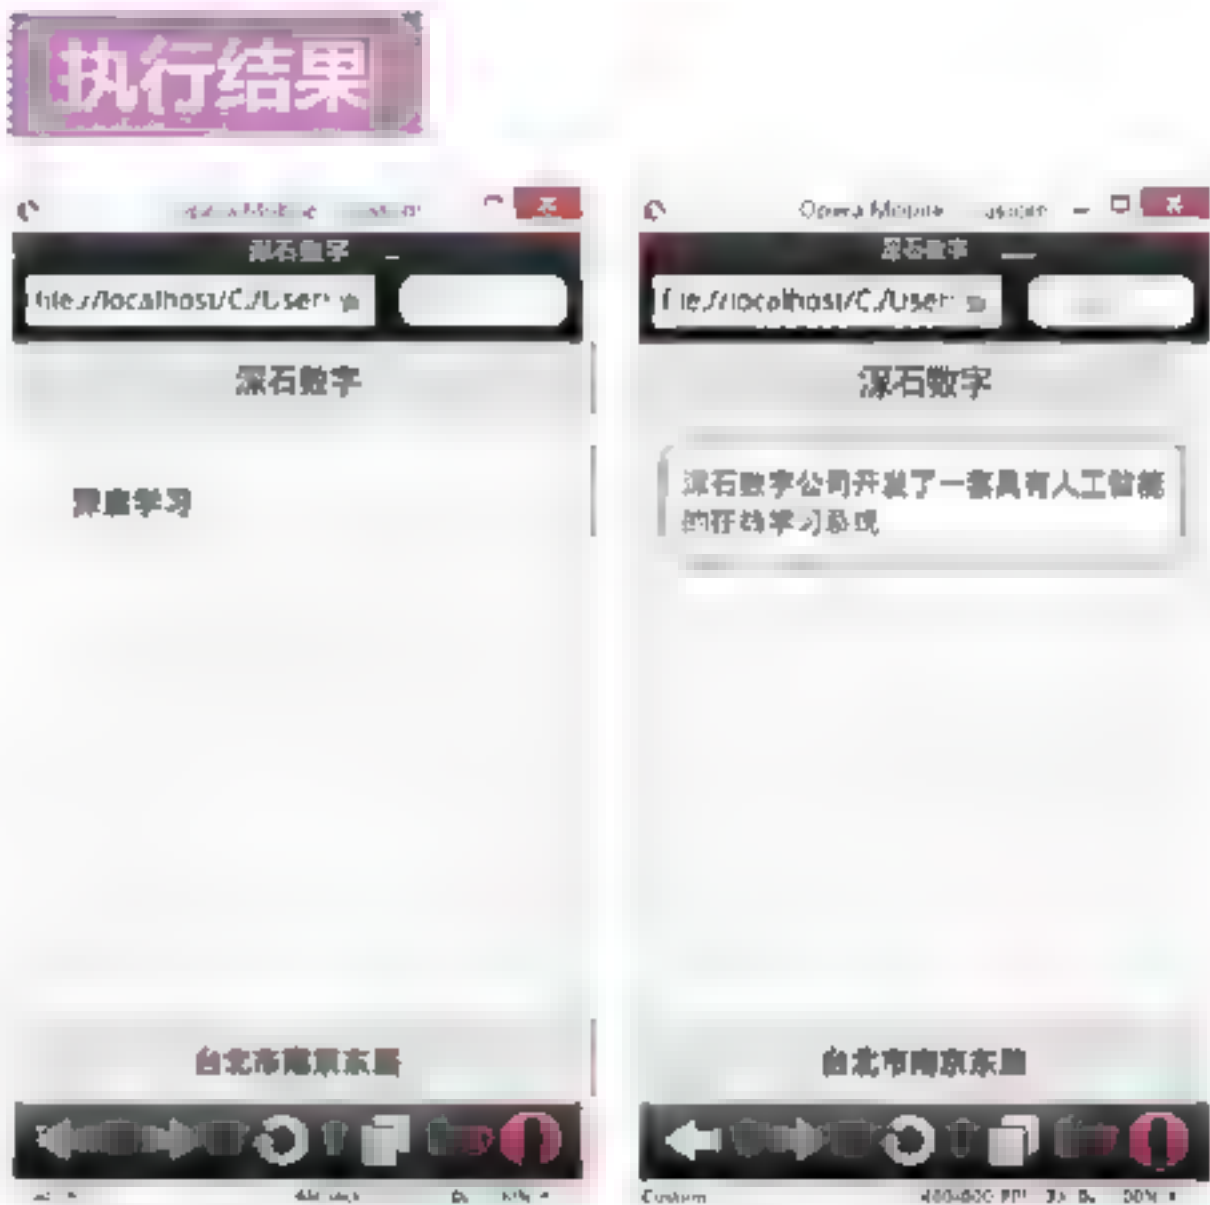 执行结果
深石数字
file://localhost/C:/User
深石数字
深度学习
台北市南京东路
Opera Mobile
深石数字
file://localhost/C:/User
深石数字
深石数字公司开发了一套具有人工智能
的在线学习系统
台北市南京东路
Custom